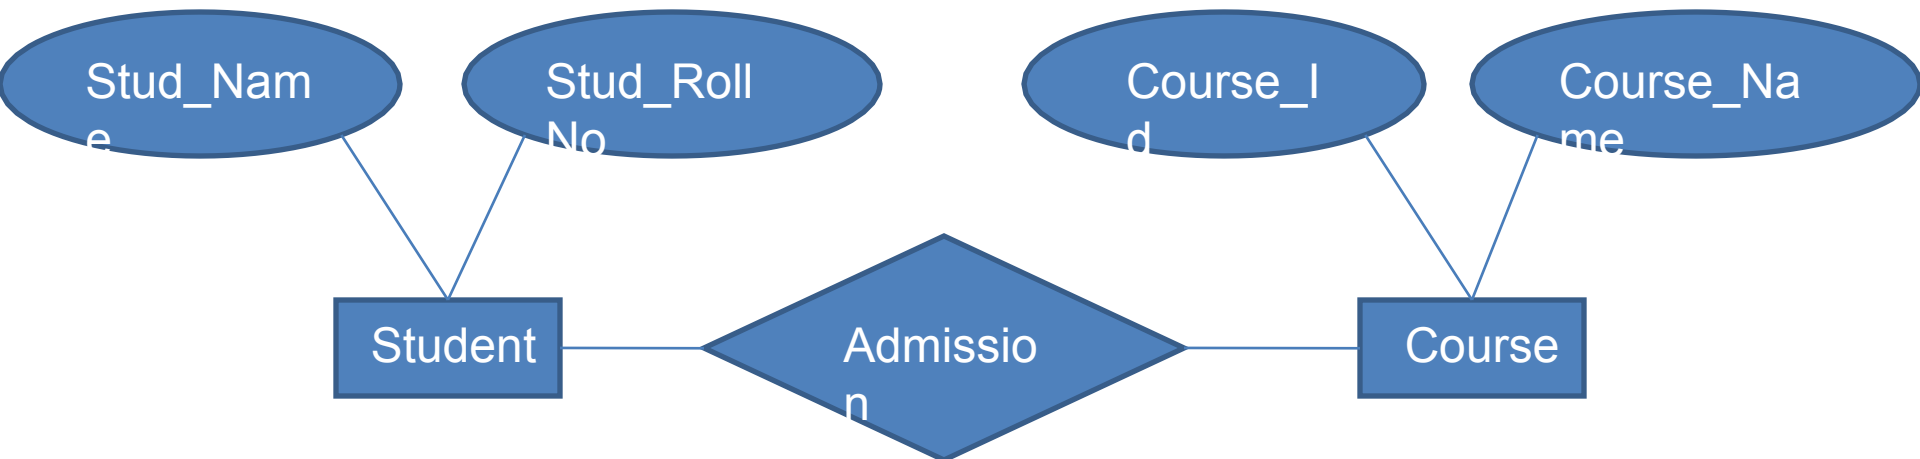 Stud_Nam
e
Stud_Roll
No
Course_I
d
Course_Na
me
Student
Admissio
n
Course